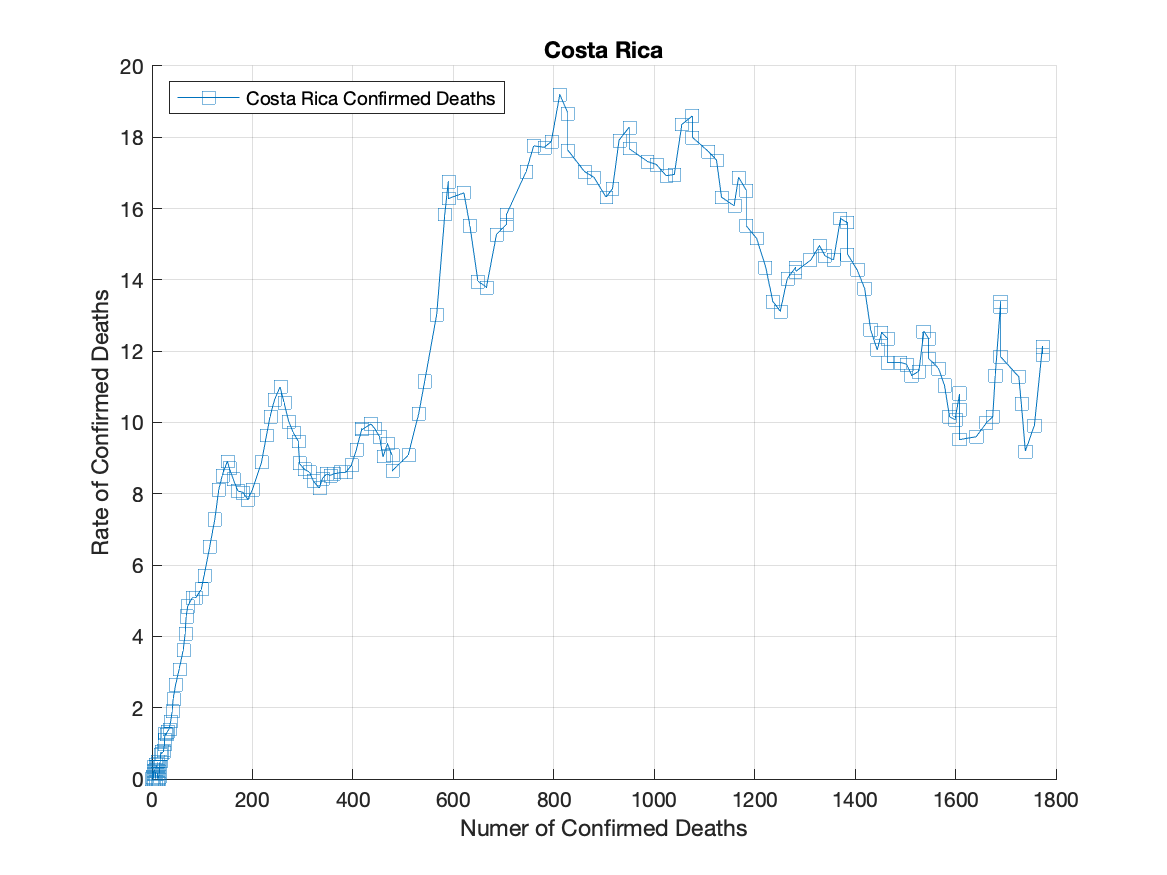 Costa Rica
Costa Rica Confirmed Deaths
Rate of Confirmed Deaths
20
18
16
14
12
10
8
6
4
2
0
0 200 400 600 800 1000 1200 1400 1600 1800
Numer of Confirmed Deaths